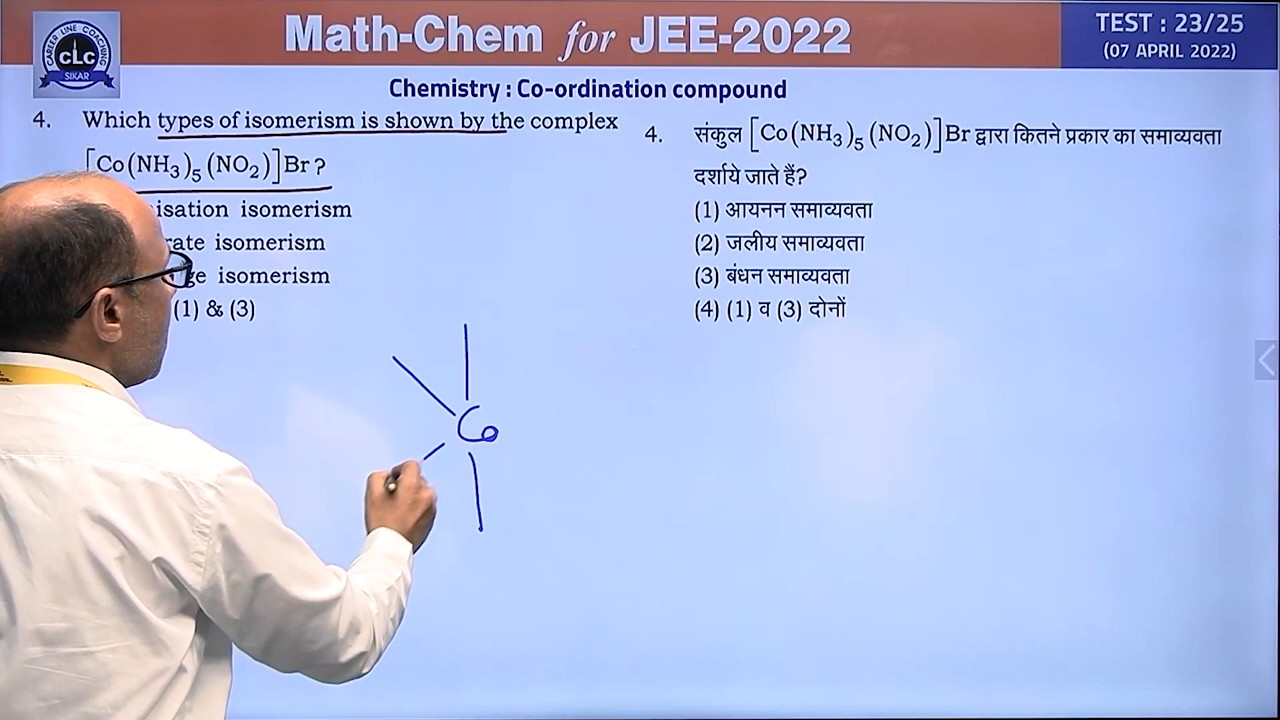 CAREER LINE COACHING
CLC
SIKAR
Math-Chem for JEE-2022
TEST : 23/25
(07 APRIL 2022)
Chemistry : Co-ordination compound
4. Which types of isomerism is shown by the complex
[Co(NH₃)₅(NO₂)]Br ?
isation isomerism
rate isomerism
ge isomerism
(1) & (3)
4. संकुल [Co(NH₃)₅(NO₂)]Br द्वारा कितने प्रकार का समाव्यवता
दर्शाये जाते हैं?
(1) आयनन समाव्यवता
(2) जलीय समाव्यवता
(3) बंधन समाव्यवता
(4) (1) व (3) दोनों
Co